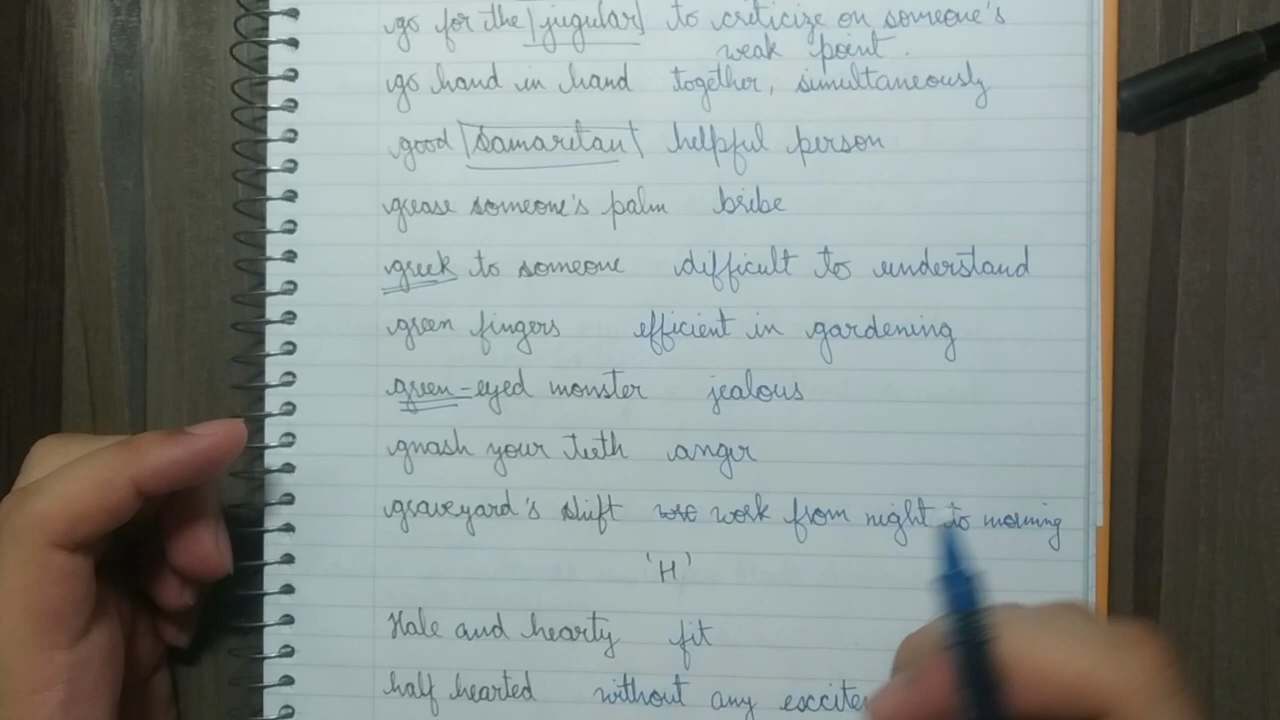 go for the jugular to criticize on someone's
weak point.
go hand in hand together, simultaneously
good samaritan helpful person
grease someone's palm bribe
greek to someone difficult to understand
green fingers efficient in gardening
green-eyed monster jealous
gnash your teeth anger
graveyard's shift work from night to morning
'H'
Hale and hearty fit
half hearted without any